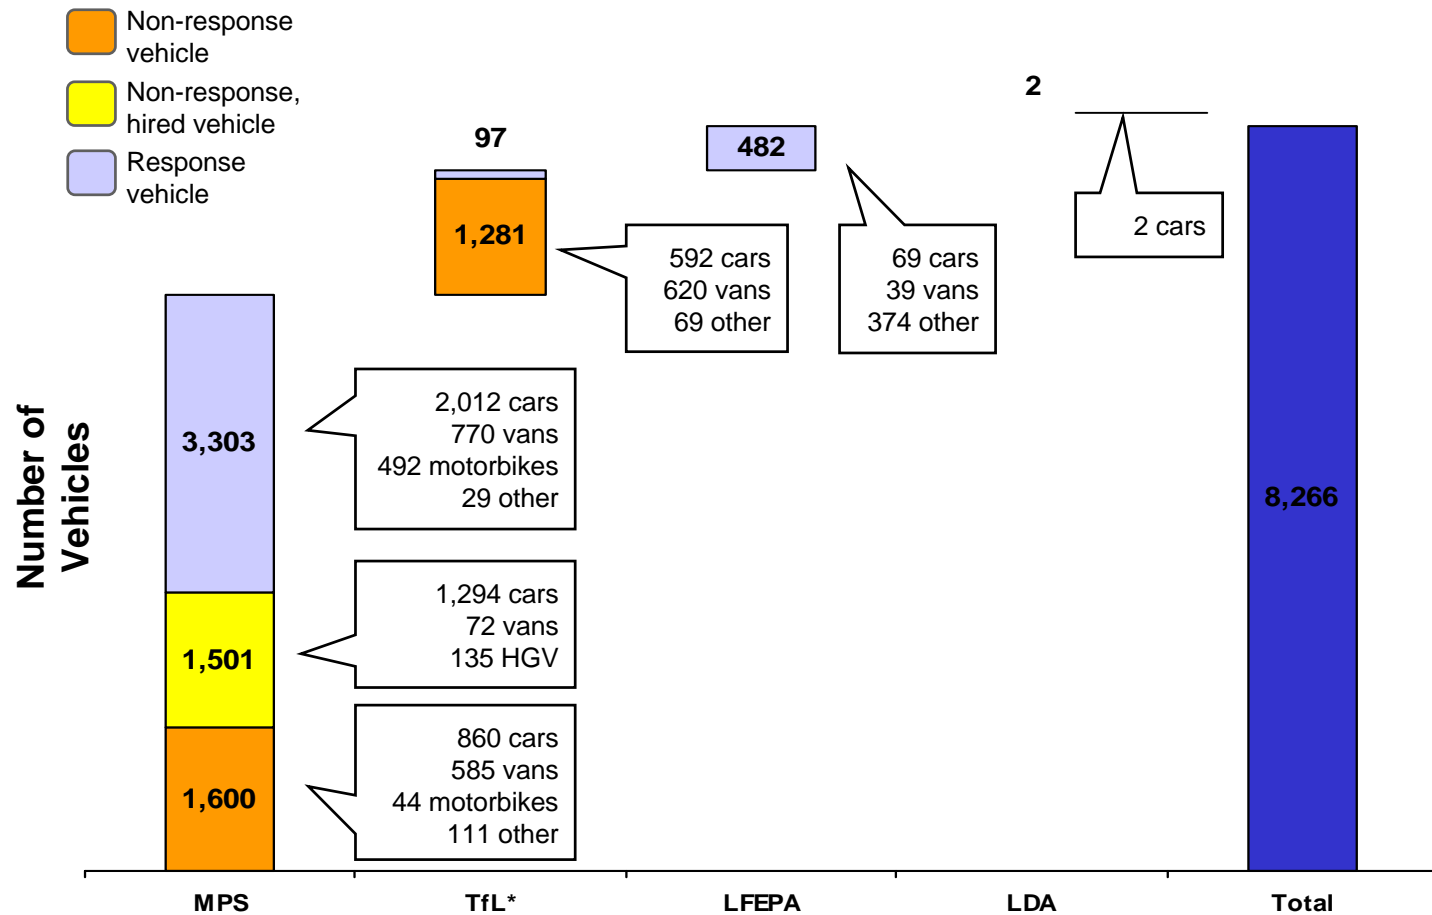 Non-response
vehicle
Non-response,
hired vehicle
Response
vehicle
Number of
Vehicles
3,303
1,501
1,600
2,012 cars
770 vans
492 motorbikes
29 other
1,294 cars
72 vans
135 HGV
860 cars
585 vans
44 motorbikes
111 other
97
1,281
592 cars
620 vans
69 other
482
69 cars
39 vans
374 other
2
2 cars
8,266
MPS
TfL*
LFEPA
LDA
Total